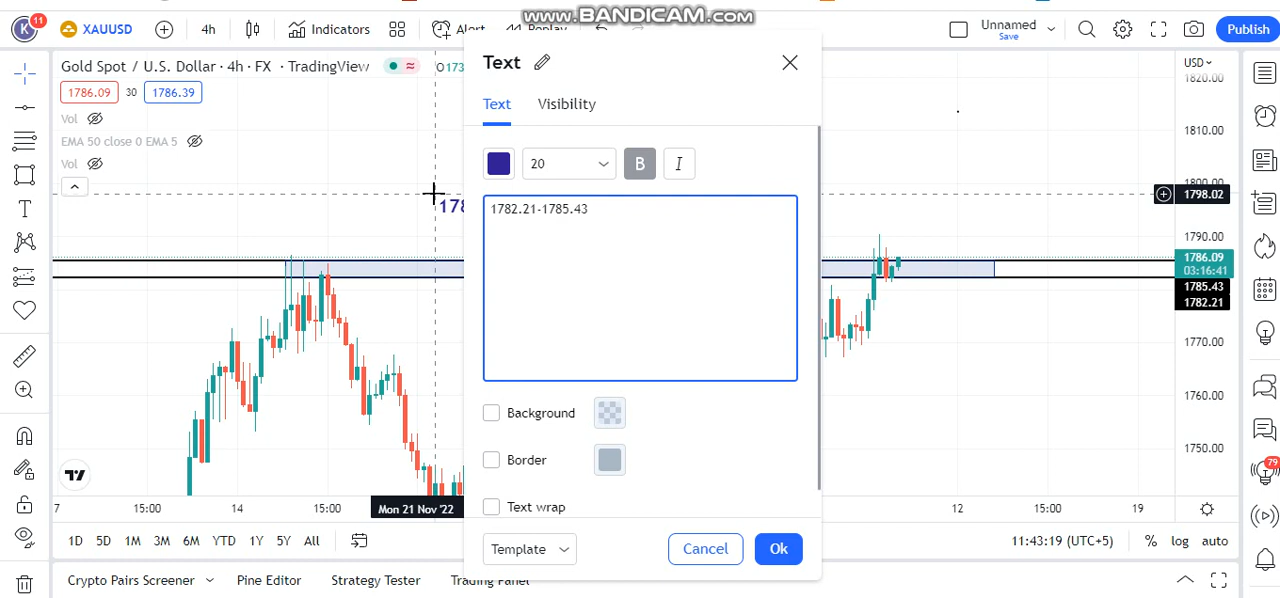 www.BANDICAM.com
K 11 XAUUSD 4h Indicators Alert Replay Unnamed Save Publish
Gold Spot / U.S. Dollar · 4h · FX · TradingView O173
1786.09 30 1786.39
Vol
EMA 50 close 0 EMA 5
Vol
178
Text
Text Visibility
20 B I
1782.21-1785.43
Background
Border
Text wrap
Template Cancel Ok
USD
1820.00
1810.00
1800.00
1798.02
1790.00
1786.09
03:16:41
1785.43
1782.21
1770.00
1760.00
1750.00
79
7 15:00 14 15:00 Mon 21 Nov '22 12 15:00 19
1D 5D 1M 3M 6M YTD 1Y 5Y All 11:43:19 (UTC+5) % log auto
Crypto Pairs Screener Pine Editor Strategy Tester Trading Panel